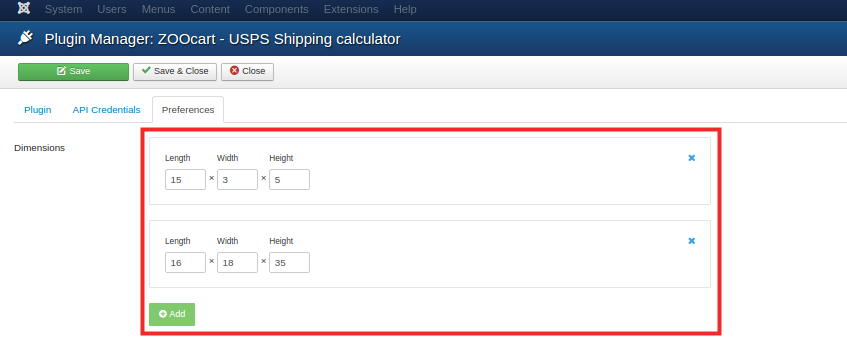 System Users Menus Content Components Extensions Help
Plugin Manager: ZOOcart - USPS Shipping calculator
Save Save & Close Close
Plugin API Credentials Preferences
Dimensions
Length Width Height
15 × 3 × 5
Length Width Height
16 × 18 × 35
Add